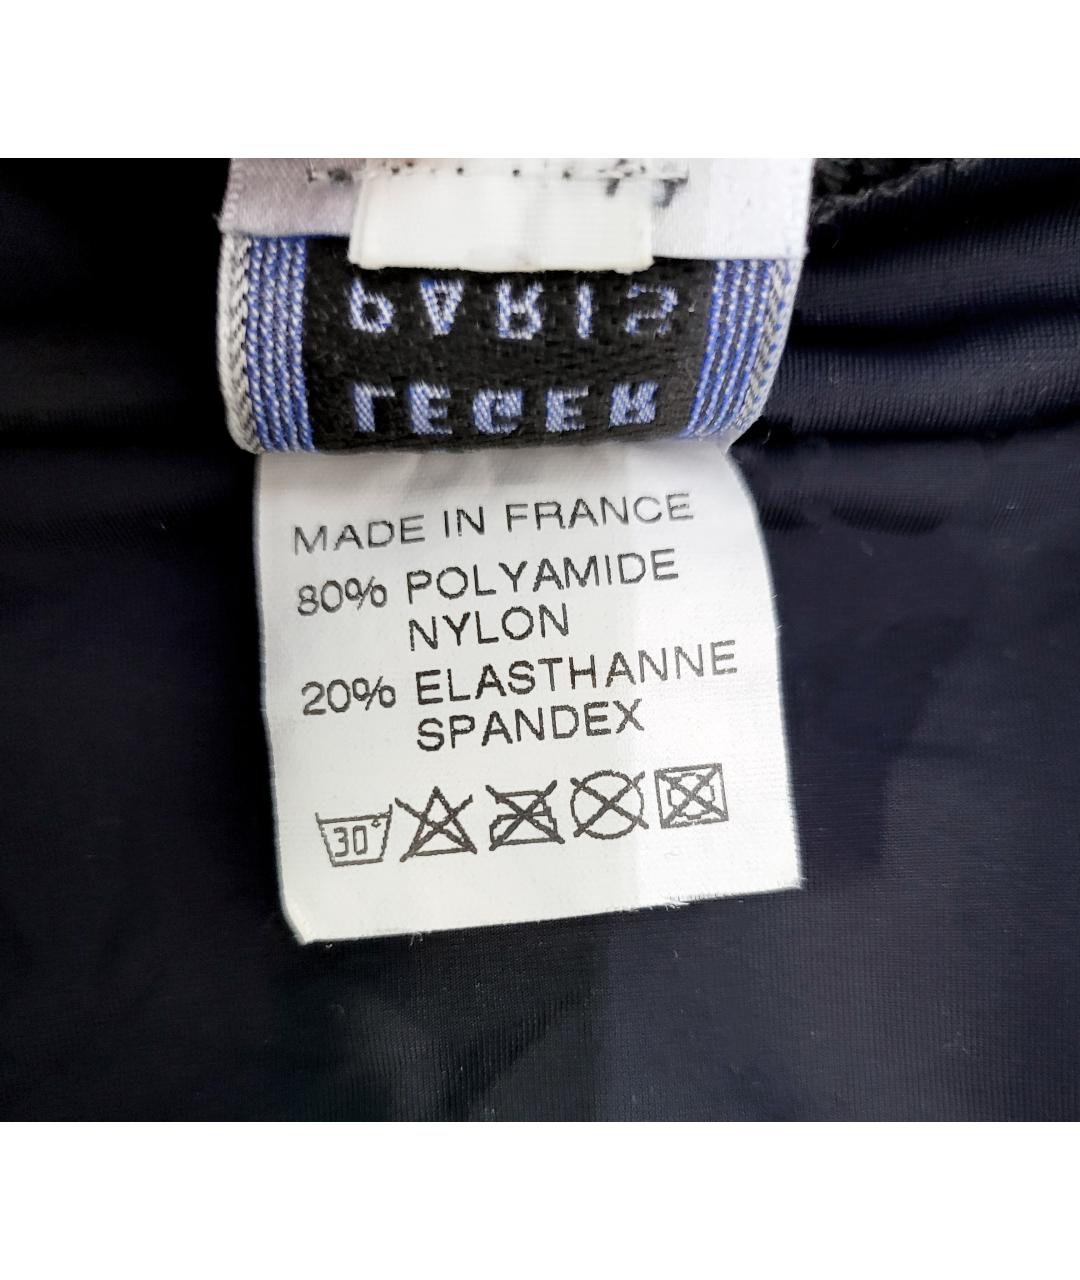 PARIS
LEGER
MADE IN FRANCE
80% POLYAMIDE
NYLON
20% ELASTHANNE
SPANDEX
30°